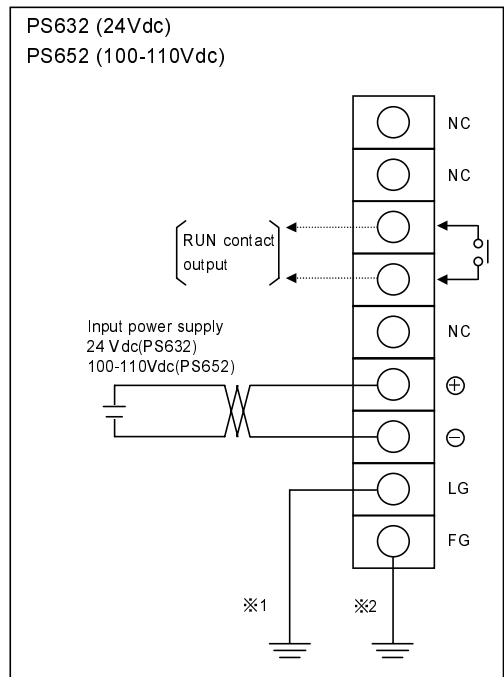 PS632 (24Vdc)
PS652 (100-110Vdc)
NC
NC
RUN contact
output
NC
Input power supply
24 Vdc(PS632)
100-110Vdc(PS652)
⊕
⊖
LG
FG
※1
※2